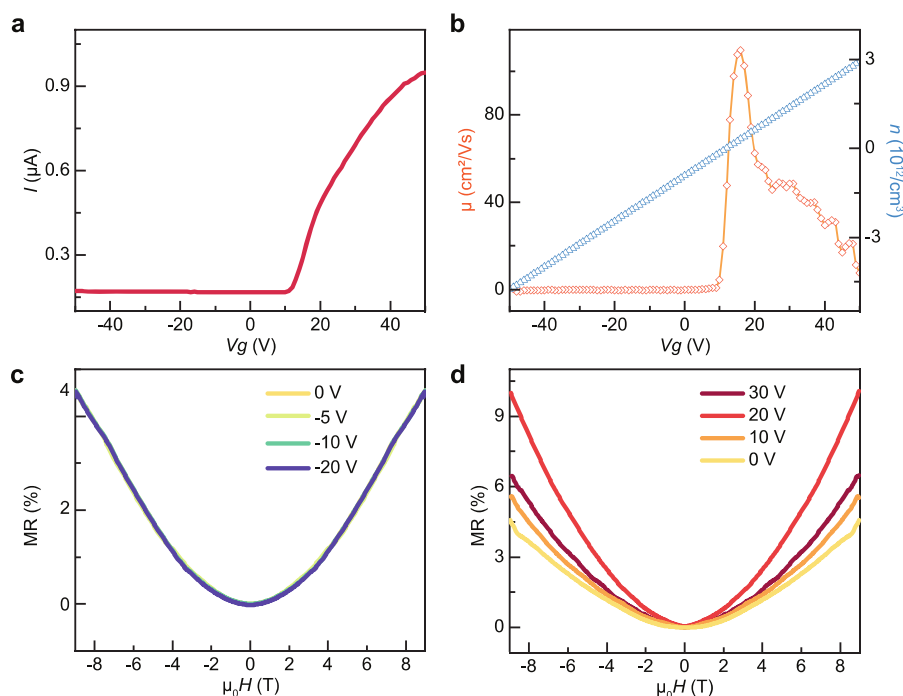 a
I (μA)
0.9
0.6
0.3
-40 -20 0 20 40
Vg (V)
b
μ (cm²/Vs)
80
40
0
3
0
-3
n (10¹²/cm³)
-40 -20 0 20 40
Vg (V)
c
MR (%)
4
2
0
0 V
-5 V
-10 V
-20 V
-8 -6 -4 -2 0 2 4 6 8
μ₀H (T)
d
MR (%)
9
6
3
0
30 V
20 V
10 V
0 V
-8 -6 -4 -2 0 2 4 6 8
μ₀H (T)